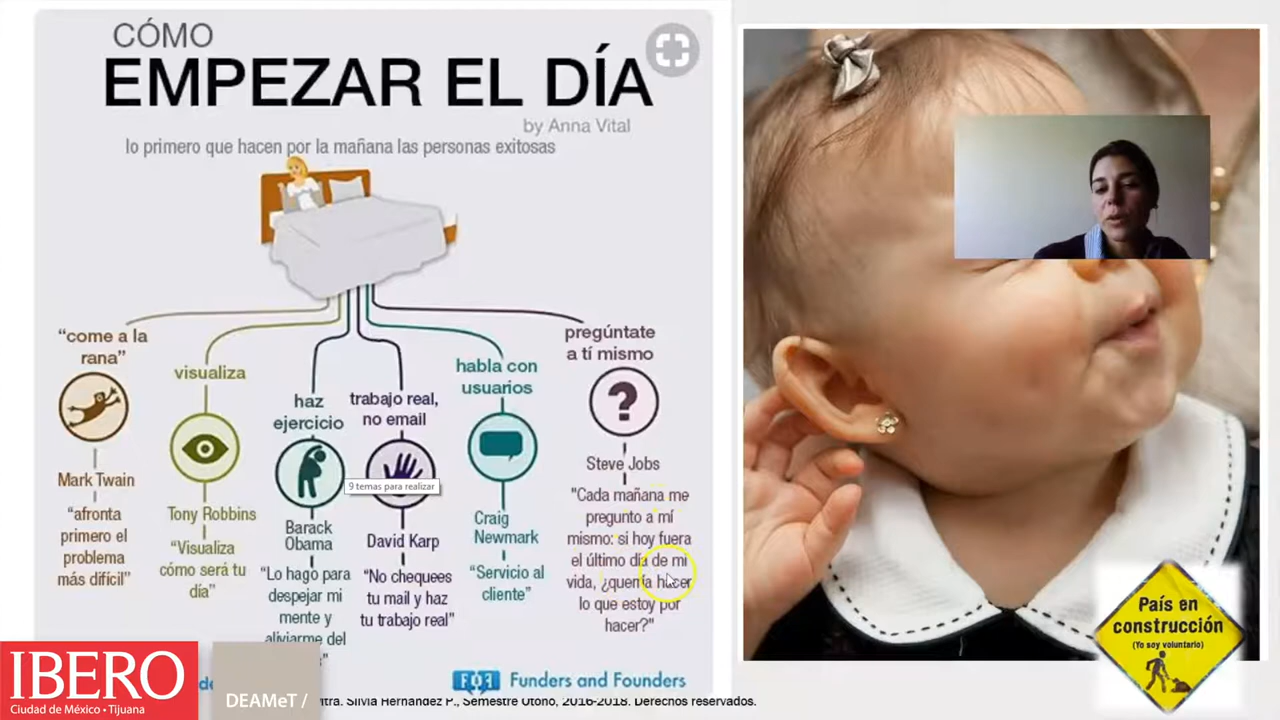 CÓMO
EMPEZAR EL DÍA
by Anna Vital
lo primero que hacen por la mañana las personas exitosas
“come a la
rana”
Mark Twain
“afronta
primero el
problema
más difícil”
visualiza
Tony Robbins
“Visualiza
cómo será tu
día”
haz
ejercicio
Barack
Obama
“Lo hago para
despejar mi
mente y
aliviarme del
trabajo real,
no email
9 temas para realizar
David Karp
“No chequees
tu mail y haz
tu trabajo real”
habla con
usuarios
Craig
Newmark
“Servicio al
cliente”
pregúntate
a tí mismo
?
Steve Jobs
"Cada mañana me
pregunto a mí
mismo: si hoy fuera
el último día de mi
vida, ¿quería hacer
lo que estoy por
hacer?"
Funders and Founders
Silvia Hernández P., Semestre Otoño, 2016-2018. Derechos reservados.
IBERO
Ciudad de México • Tijuana
DEAMeT /
País en
construcción
(Yo soy voluntario)